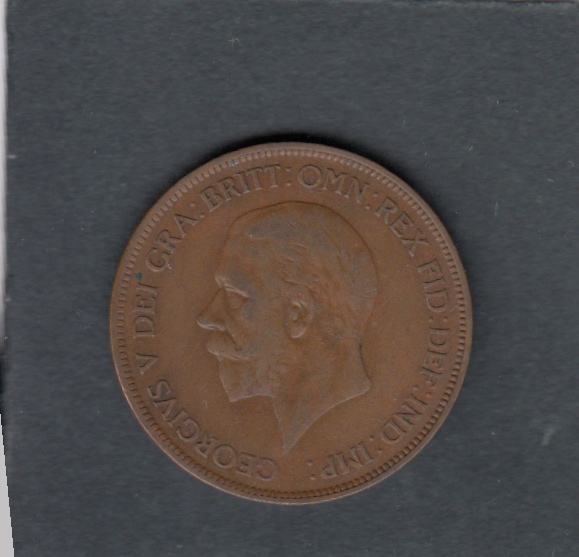 GEORGIVS V DEI GRA: BRITT: OMN: REX FID: DEF: IND: IMP: